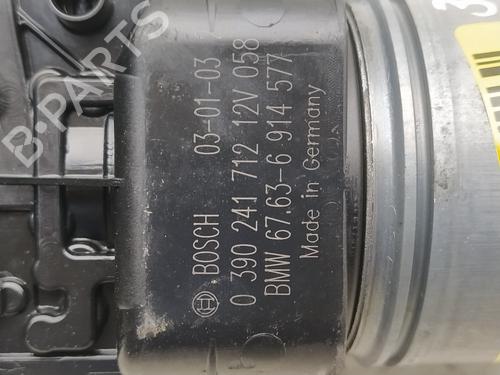 BOSCH 03-01-03
0 390 241 712 12V 058
BMW 67.63-6 914 577
Made in Germany
B-PARTS
3